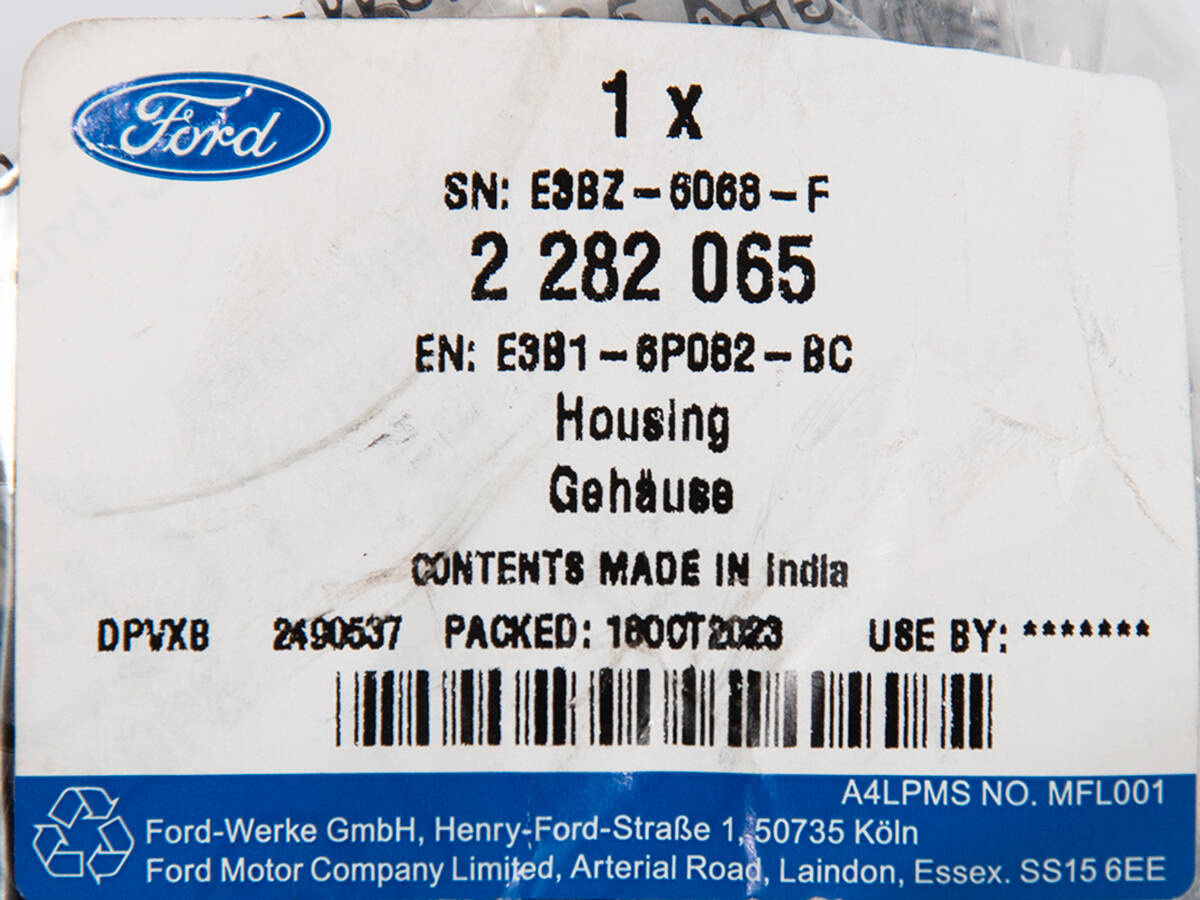 Ford
1 x
SN: E3BZ-6068-F
2 282 065
EN: E3B1-6P082-BC
Housing
Gehäuse
CONTENTS MADE IN India
DPVXB 2490537 PACKED: 18OCT2023 USE BY: *******
A4LPMS NO. MFL001
Ford-Werke GmbH, Henry-Ford-Straße 1, 50735 Köln
Ford Motor Company Limited, Arterial Road, Laindon, Essex. SS15 6EE